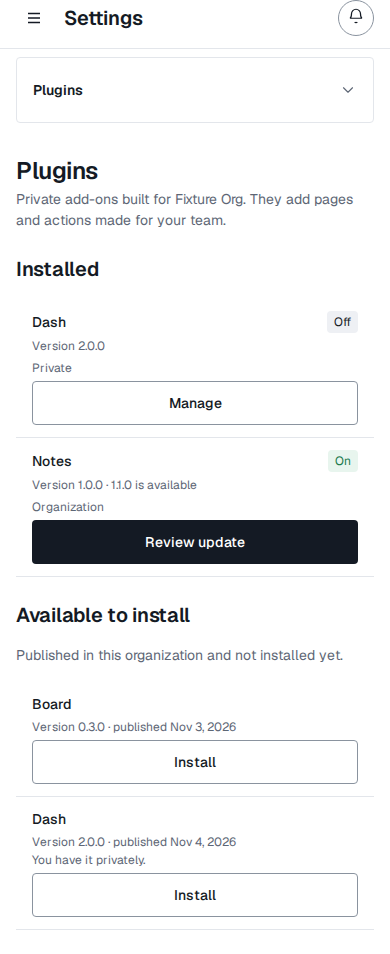 Settings
Plugins
Plugins
Private add-ons built for Fixture Org. They add pages
and actions made for your team.
Installed
Dash
Off
Version 2.0.0
Private
Manage
Notes
On
Version 1.0.0 · 1.1.0 is available
Organization
Review update
Available to install
Published in this organization and not installed yet.
Board
Version 0.3.0 · published Nov 3, 2026
Install
Dash
Version 2.0.0 · published Nov 4, 2026
You have it privately.
Install